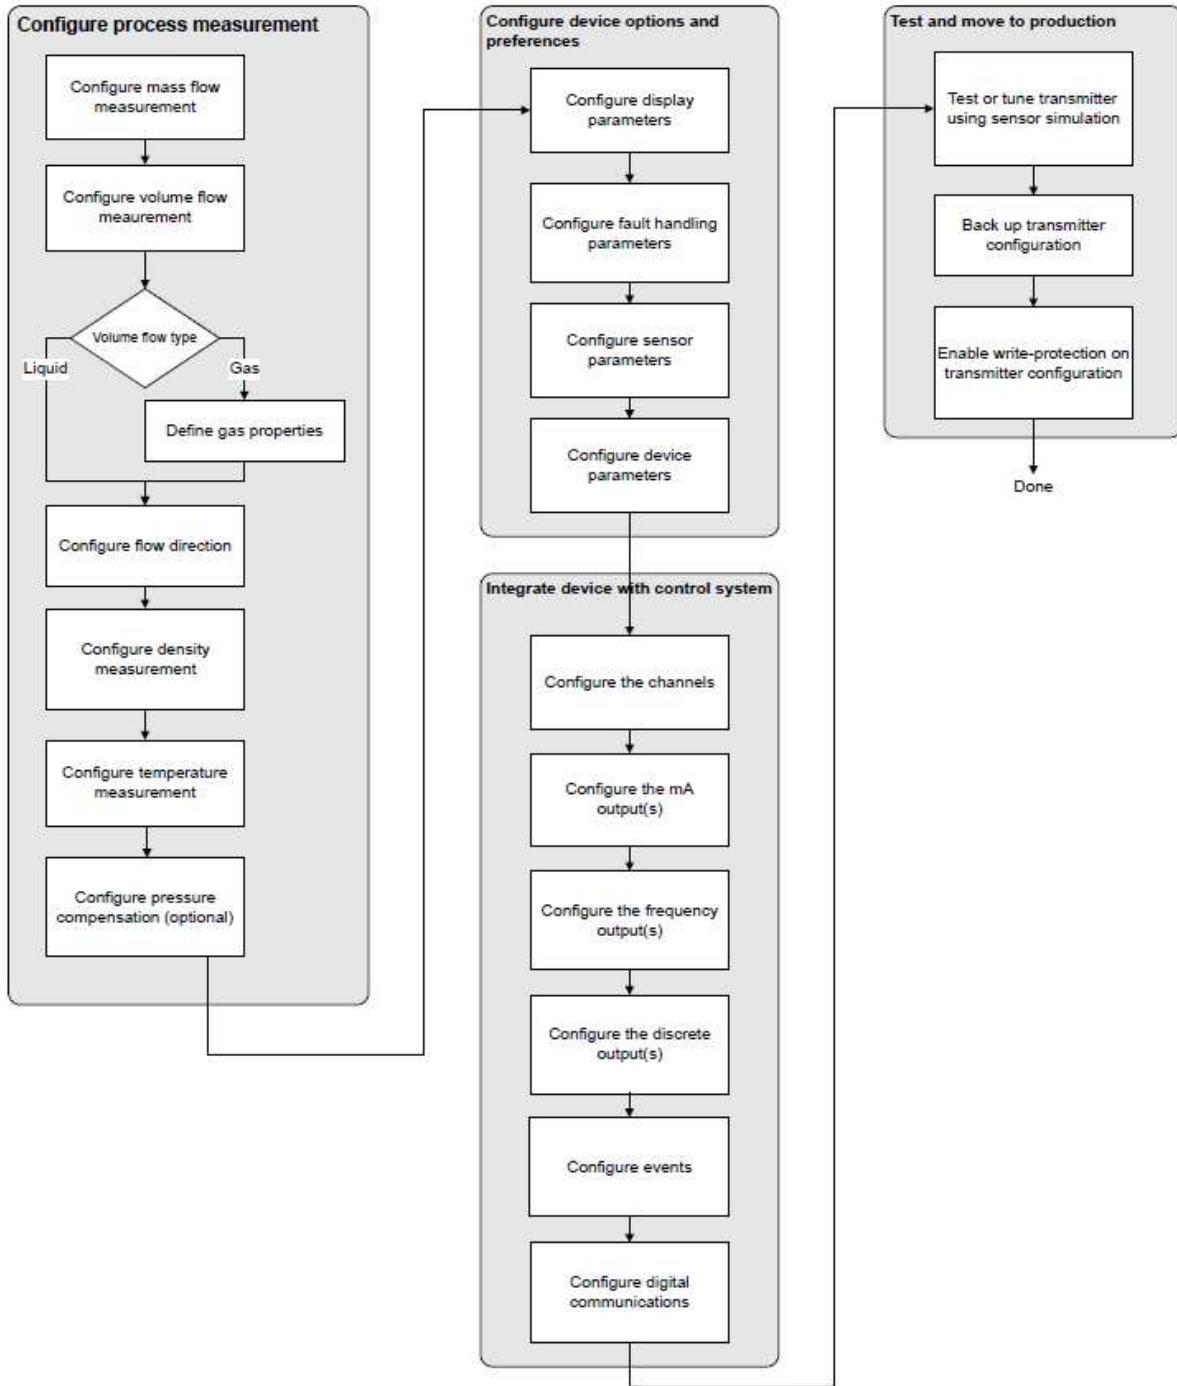 Configure process measurement
Configure mass flow
measurement
Configure volume flow
meaurement
Volume flow type
Liquid
Gas
Define gas properties
Configure flow direction
Configure density
measurement
Configure temperature
measurement
Configure pressure
compensation (optional)
Configure device options and
preferences
Configure display
parameters
Configure fault handling
parameters
Configure sensor
parameters
Configure device
parameters
Integrate device with control system
Configure the channels
Configure the mA
output(s)
Configure the frequency
output(s)
Configure the discrete
output(s)
Configure events
Configure digital
communications
Test and move to production
Test or tune transmitter
using sensor simulation
Back up transmitter
configuration
Enable write-protection on
transmitter configuration
Done